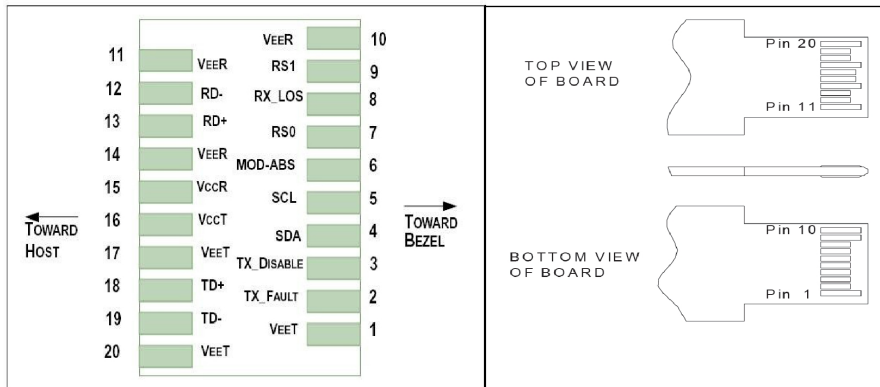 11 VEER
12 RD-
13 RD+
14 VEER
15 VCCR
16 VCCT
17 VEET
18 TD+
19 TD-
20 VEET
VEER 10
RS1 9
RX_LOS 8
RS0 7
MOD-ABS 6
SCL 5
SDA 4
TX_DISABLE 3
TX_FAULT 2
VEET 1
TOWARD
HOST
TOWARD
BEZEL
TOP VIEW
OF BOARD
Pin 20
Pin 11
BOTTOM VIEW
OF BOARD
Pin 10
Pin 1